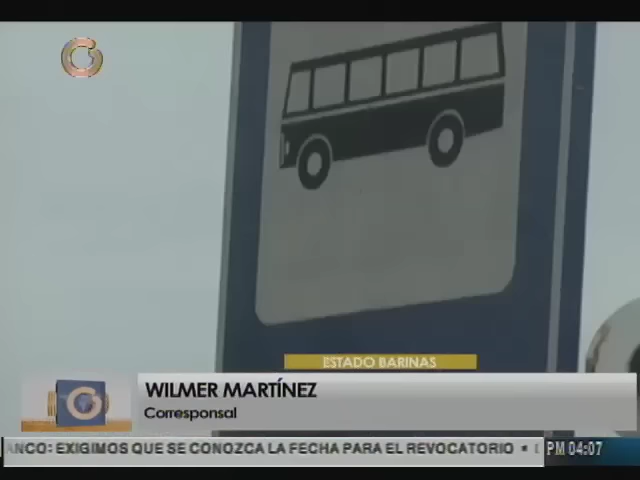 ESTADO BARINAS
WILMER MARTÍNEZ
Corresponsal
ANCO: EXIGIMOS QUE SE CONOZCA LA FECHA PARA EL REVOCATORIO
PM 04:07